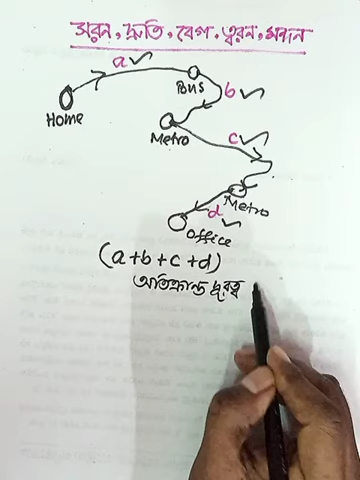 সরন, দ্রুতি, বেগ, ত্বরন, মন্দন
a
Bus
b
Home
Metro
c
Metro
d
Office
(a+b+c+d)
অতিক্রান্ত দূরত্ব